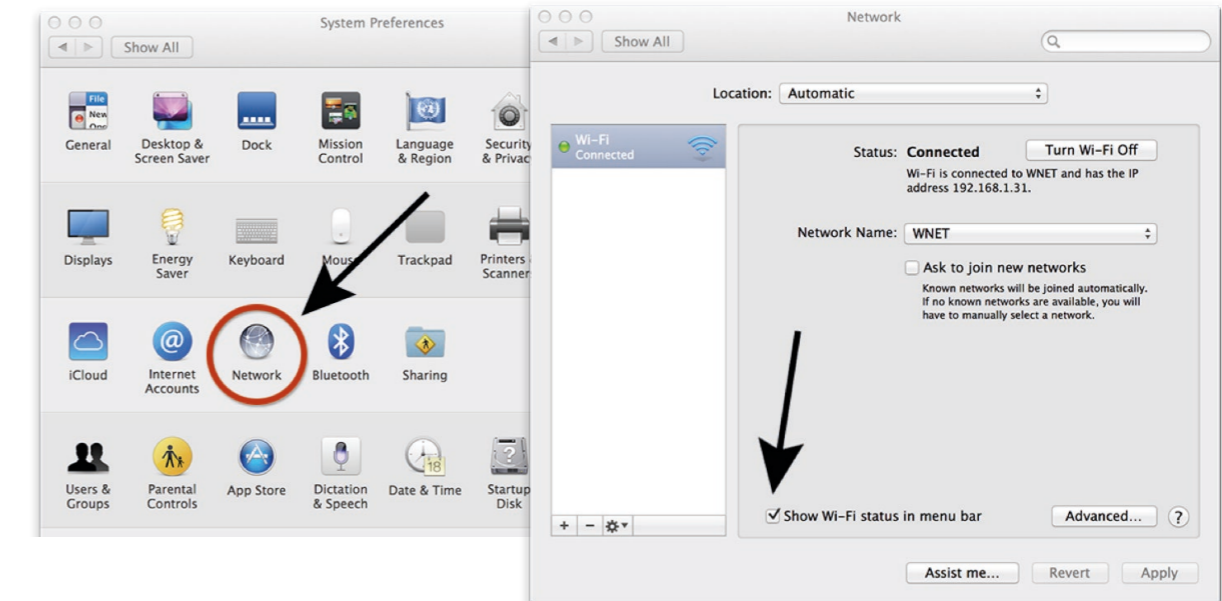 System Preferences
Show All
File
New
General
Desktop &
Screen Saver
Dock
Mission
Control
Language
& Region
Security
& Privac
Displays
Energy
Saver
Keyboard
Mouse
Trackpad
Printers
Scanner
iCloud
@
Internet
Accounts
Network
Bluetooth
Sharing
Users &
Groups
Parental
Controls
App Store
Dictation
& Speech
18
Date & Time
?
Startup
Disk
Network
Show All
Location: Automatic
Wi-Fi
Connected
Status: Connected
Turn Wi-Fi Off
Wi-Fi is connected to WNET and has the IP
address 192.168.1.31.
Network Name: WNET
Ask to join new networks
Known networks will be joined automatically.
If no known networks are available, you will
have to manually select a network.
Show Wi-Fi status in menu bar
Advanced...
?
+ −
Assist me...
Revert
Apply